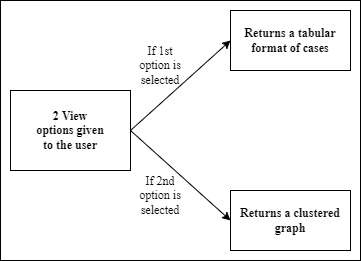 Returns a tabular
format of cases
If 1st
option is
selected
2 View
options given
to the user
If 2nd
option is
selected
Returns a clustered
graph